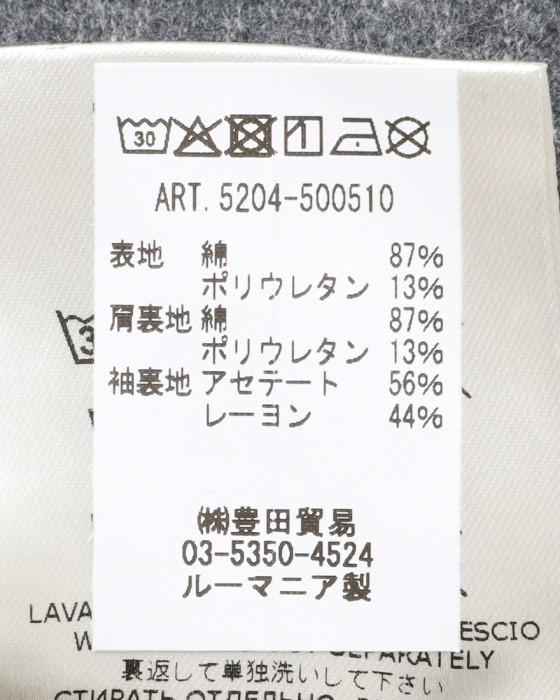 30
ART. 5204-500510
表地 綿 87%
ポリウレタン 13%
肩裏地 綿 87%
ポリウレタン 13%
袖裏地 アセテート 56%
レーヨン 44%
㈱豊田貿易
03-5350-4524
ルーマニア製
SEPARATELY
裏返して単独洗いして下さい
СТИРАТЬ ОТДЕЛЬНО